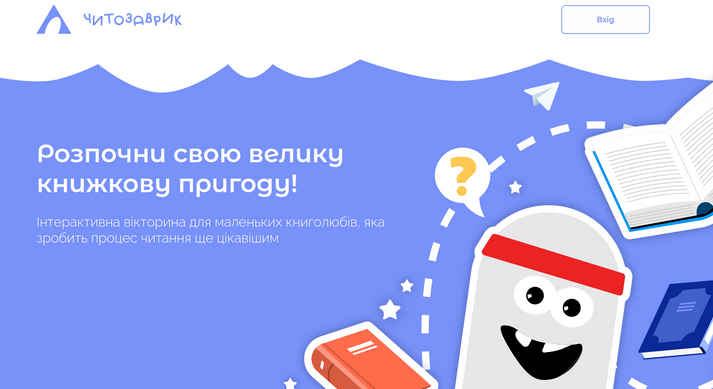 ЧИТОЗАВРИК
Вхід
Розпочни свою велику
книжкову пригоду!
Інтерактивна вікторина для маленьких книголюбів, яка
зробить процес читання ще цікавішим
?